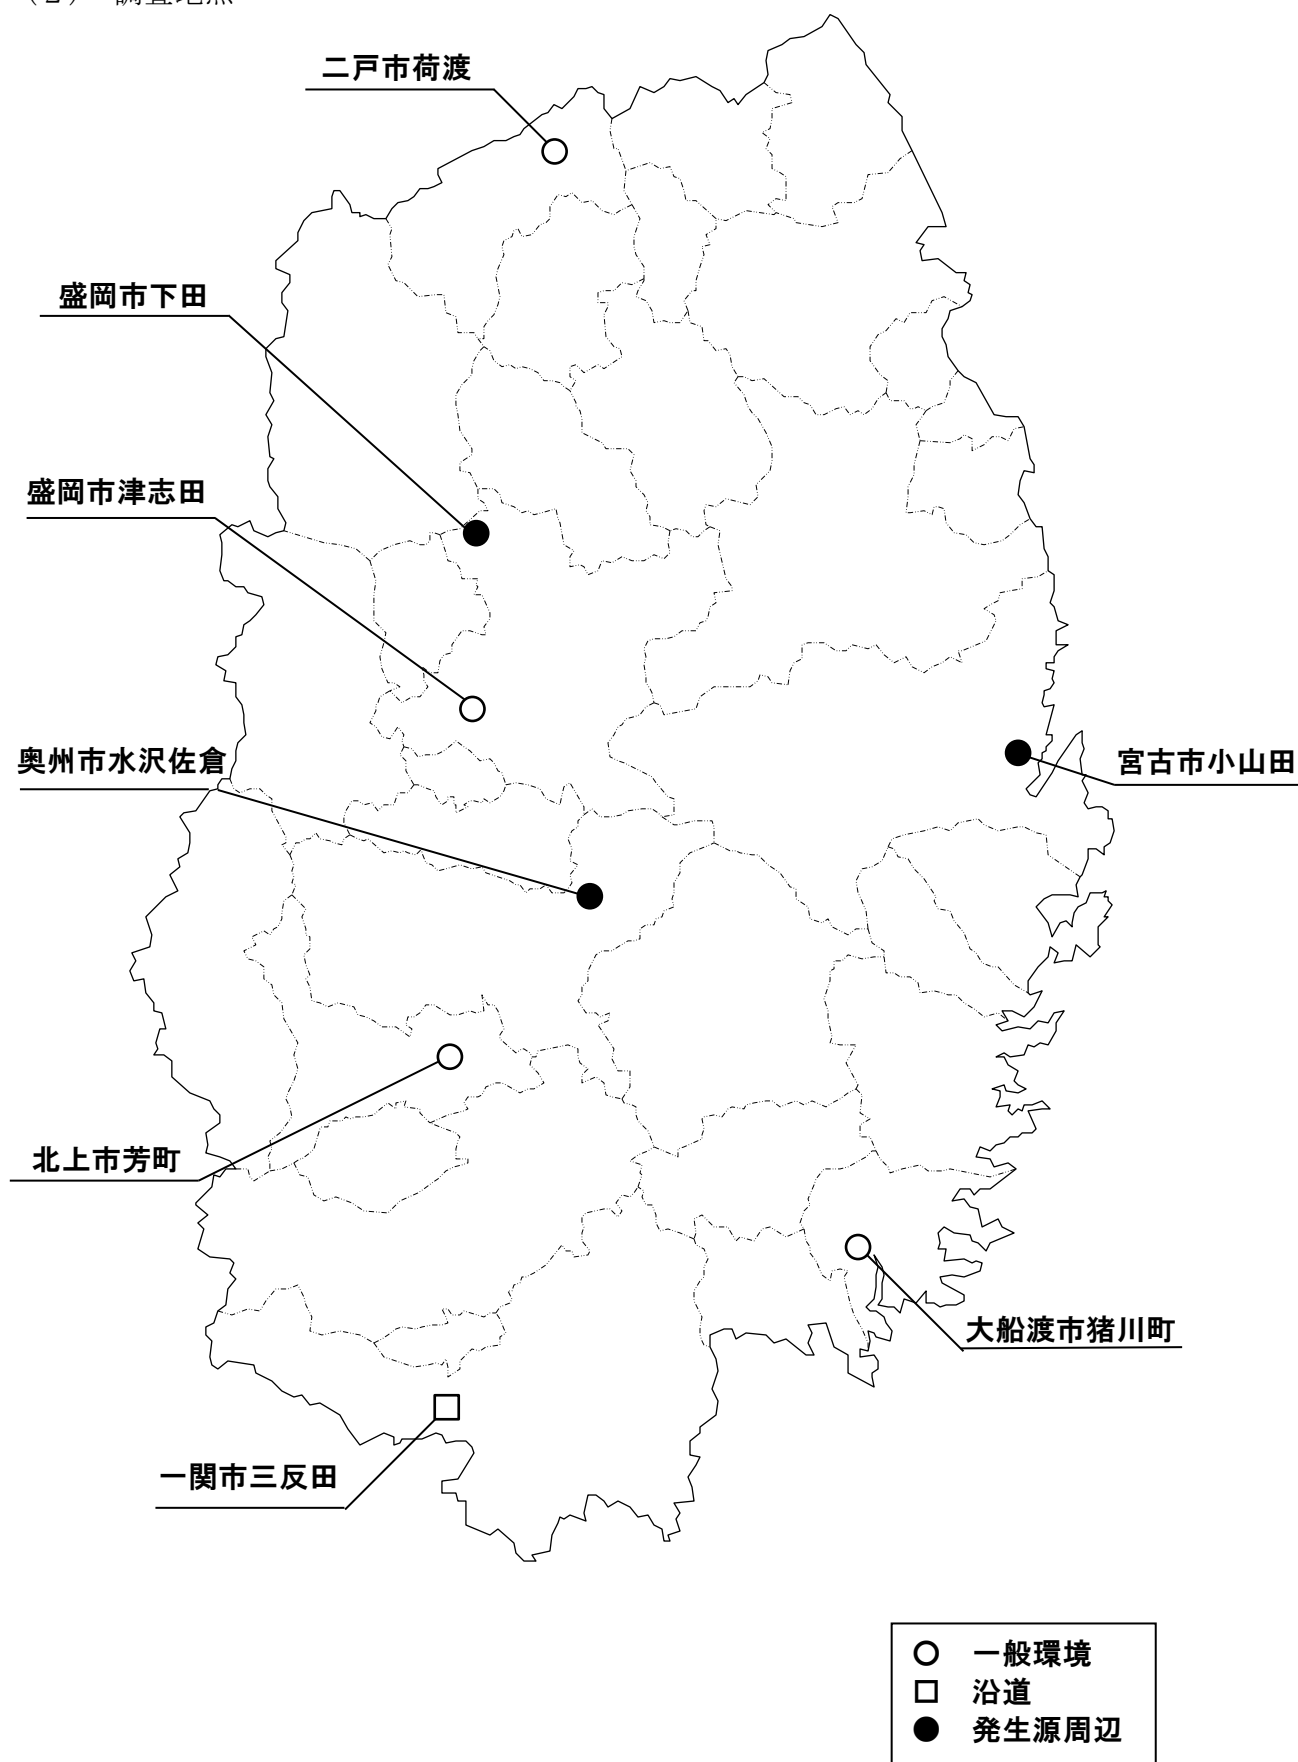 二戸市荷渡
盛岡市下田
盛岡市津志田
奥州市水沢佐倉
宮古市小山田
北上市芳町
大船渡市猪川町
一関市三反田
一般環境
沿道
発生源周辺